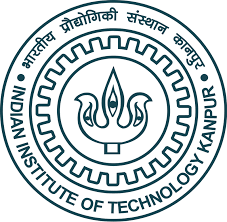 भारतीय प्रौद्योगिकी संस्थान कानपुर
INDIAN INSTITUTE OF TECHNOLOGY KANPUR